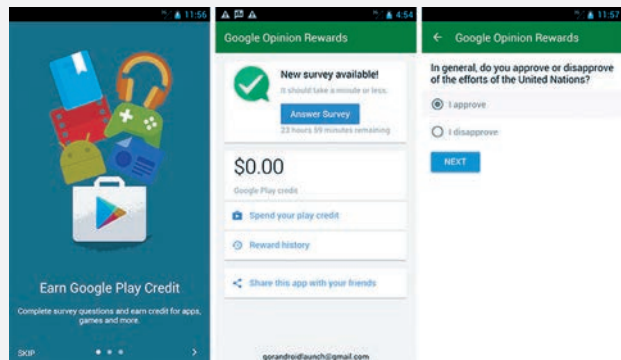 11:56
Earn Google Play Credit
Complete survey questions and earn credit for apps,
games and more.
SKIP
4:54
Google Opinion Rewards
New survey available!
It should take a minute or less.
Answer Survey
23 hours 59 minutes remaining
$0.00
Google Play credit
Spend your play credit
Reward history
Share this app with your friends
qorandroidlaunch@gmail.com
11:57
Google Opinion Rewards
In general, do you approve or disapprove
of the efforts of the United Nations?
I approve
I disapprove
NEXT